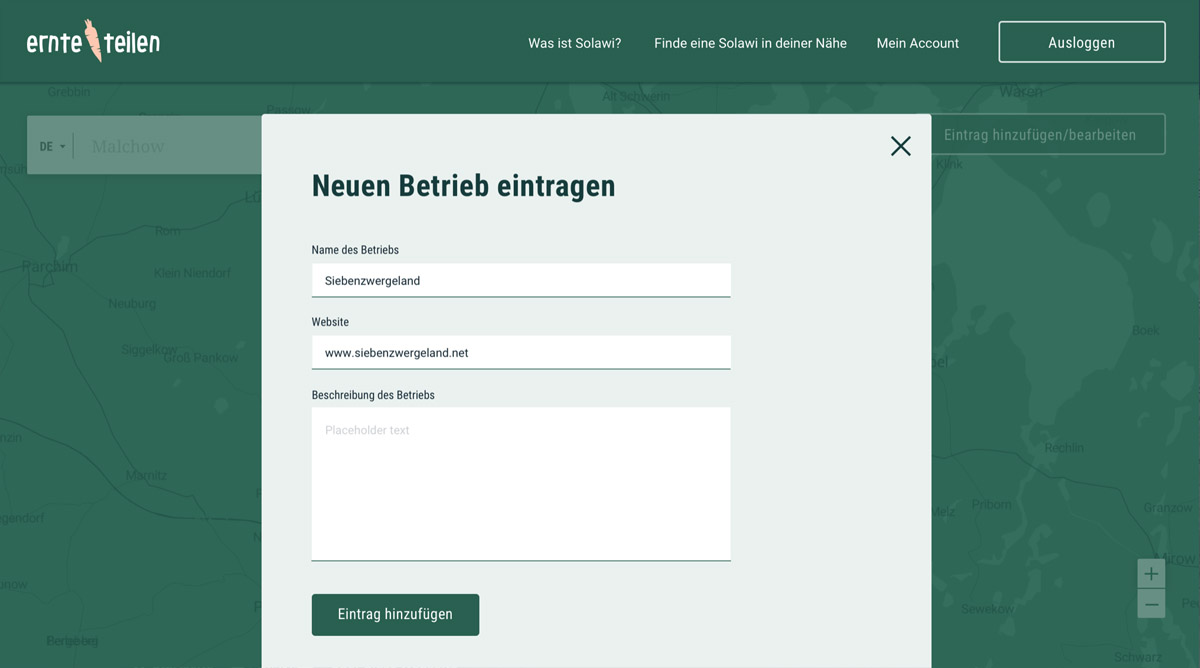 ernte teilen
Was ist Solawi?
Finde eine Solawi in deiner Nähe
Mein Account
Ausloggen
Grebbin
Passow
Alt Schwerin
Waren
DE
Malchow
Eintrag hinzufügen/bearbeiten
Klink
Neuen Betrieb eintragen
Rom
Parchim
Klein Niendorf
Name des Betriebs
Siebenzwergeland
Neuburg
Website
Boek
Siggelkow
Groß Pankow
www.siebenzwergeland.net
Beschreibung des Betriebs
Placeholder text
Rechlin
Marnitz
Priborn
Melz
Granzow
Mirow
Eintrag hinzufügen
Sewekow
Schwarz